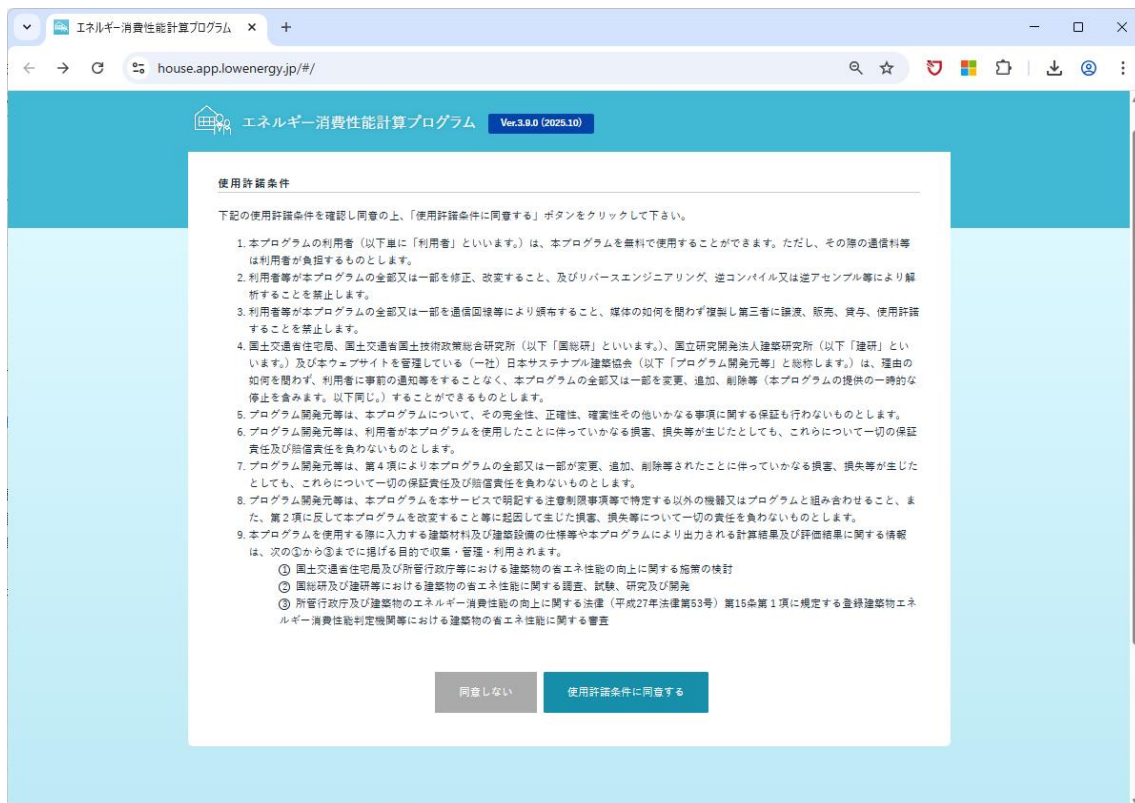 エネルギー消費性能計算プログラム
house.app.lowenergy.jp/#/
エネルギー消費性能計算プログラム Ver.3.9.0 (2025.10)
使用許諾条件
下記の使用許諾条件を確認し同意の上、「使用許諾条件に同意する」ボタンをクリックして下さい。
1. 本プログラムの利用者（以下単に「利用者」といいます。）は、本プログラムを無料で使用することができます。ただし、その際の通信料等
は利用者が負担するものとします。
2. 利用者等が本プログラムの全部又は一部を修正、改変すること、及びリバースエンジニアリング、逆コンパイル又は逆アセンブル等により解
析することを禁止します。
3. 利用者等が本プログラムの全部又は一部を通信回線等により頒布すること、媒体の如何を問わず複製し第三者に譲渡、販売、貸与、使用許諾
することを禁止します。
4. 国土交通省住宅局、国土交通省国土技術政策総合研究所（以下「国総研」といいます。）、国立研究開発法人建築研究所（以下「建研」とい
います。）及び本ウェブサイトを管理している（一社）日本サステナブル建築協会（以下「プログラム開発元等」と総称します。）は、理由の
如何を問わず、利用者に事前の通知等をすることなく、本プログラムの全部又は一部を変更、追加、削除等（本プログラムの提供の一時的な
停止を含みます。以下同じ。）することができるものとします。
5. プログラム開発元等は、本プログラムについて、その完全性、正確性、確実性その他いかなる事項に関する保証も行わないものとします。
6. プログラム開発元等は、利用者が本プログラムを使用したことに伴っていかなる損害、損失等が生じたとしても、これらについて一切の保証
責任及び賠償責任を負わないものとします。
7. プログラム開発元等は、第４項により本プログラムの全部又は一部が変更、追加、削除等されたことに伴っていかなる損害、損失等が生じた
としても、これらについて一切の保証責任及び賠償責任を負わないものとします。
8. プログラム開発元等は、本プログラムを本サービスで明記する注意制限事項等で特定する以外の機器又はプログラムと組み合わせること、ま
た、第２項に反して本プログラムを改変すること等に起因して生じた損害、損失等について一切の責任を負わないものとします。
9. 本プログラムを使用する際に入力する建築材料及び建築設備の仕様等や本プログラムにより出力される計算結果及び評価結果に関する情報
は、次の①から③までに掲げる目的で収集・管理・利用されます。
① 国土交通省住宅局及び所管行政庁等における建築物の省エネ性能の向上に関する施策の検討
② 国総研及び建研等における建築物の省エネ性能に関する調査、試験、研究及び開発
③ 所管行政庁及び建築物のエネルギー消費性能の向上に関する法律（平成27年法律第53号）第15条第１項に規定する登録建築物エネ
ルギー消費性能判定機関等における建築物の省エネ性能に関する審査
同意しない 使用許諾条件に同意する